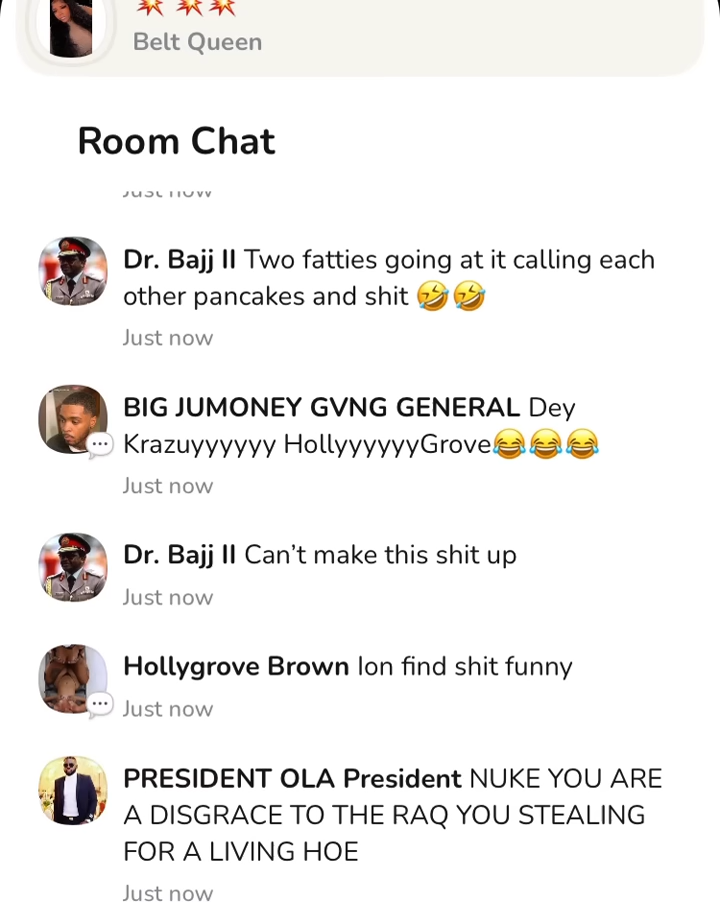 💥 💥 💥
Belt Queen
Room Chat
Just now
Dr. Bajj II Two fatties going at it calling each
other pancakes and shit 🤣🤣
Just now
BIG JUMONEY GVNG GENERAL Dey
Krazuyyyyyy HollyyyyyyGrove😂😂😂
Just now
Dr. Bajj II Can’t make this shit up
Just now
Hollygrove Brown Ion find shit funny
Just now
PRESIDENT OLA President NUKE YOU ARE
A DISGRACE TO THE RAQ YOU STEALING
FOR A LIVING HOE
Just now